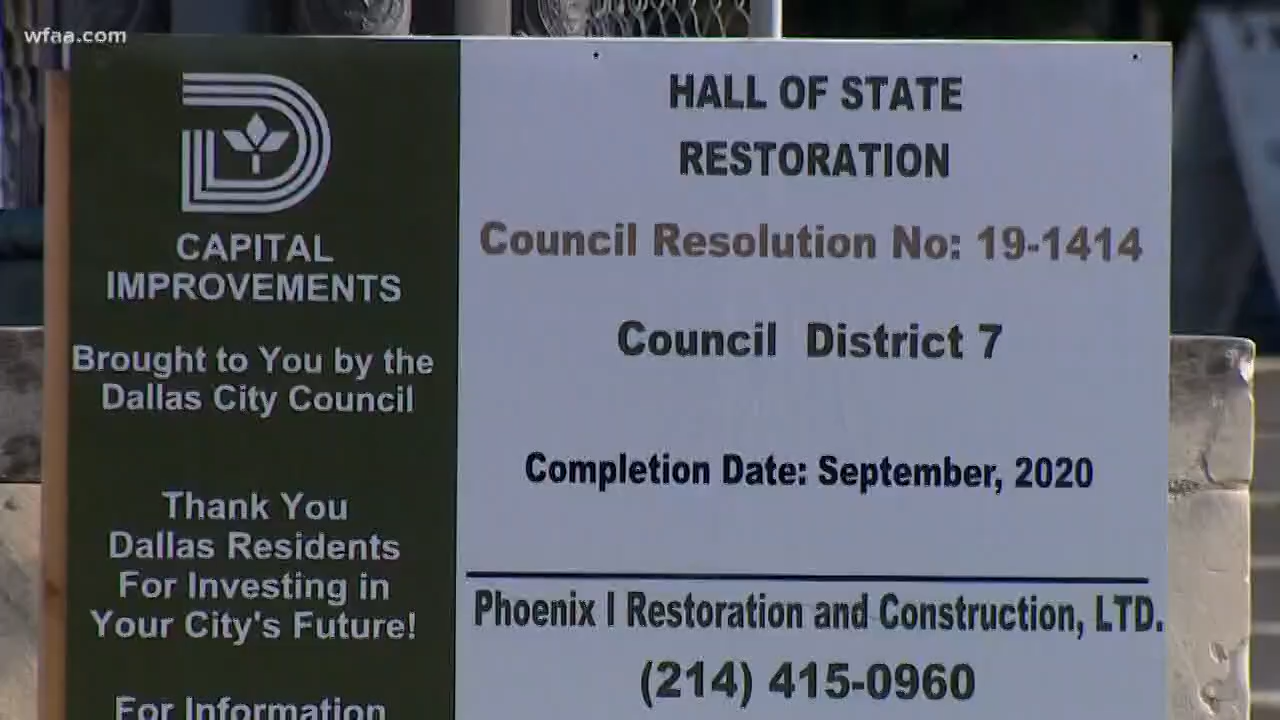 wfaa.com
CAPITAL
IMPROVEMENTS
Brought to You by the
Dallas City Council
Thank You
Dallas Residents
For Investing in
Your City's Future!
For Information
HALL OF STATE
RESTORATION
Council Resolution No: 19-1414
Council District 7
Completion Date: September, 2020
Phoenix I Restoration and Construction, LTD.
(214) 415-0960